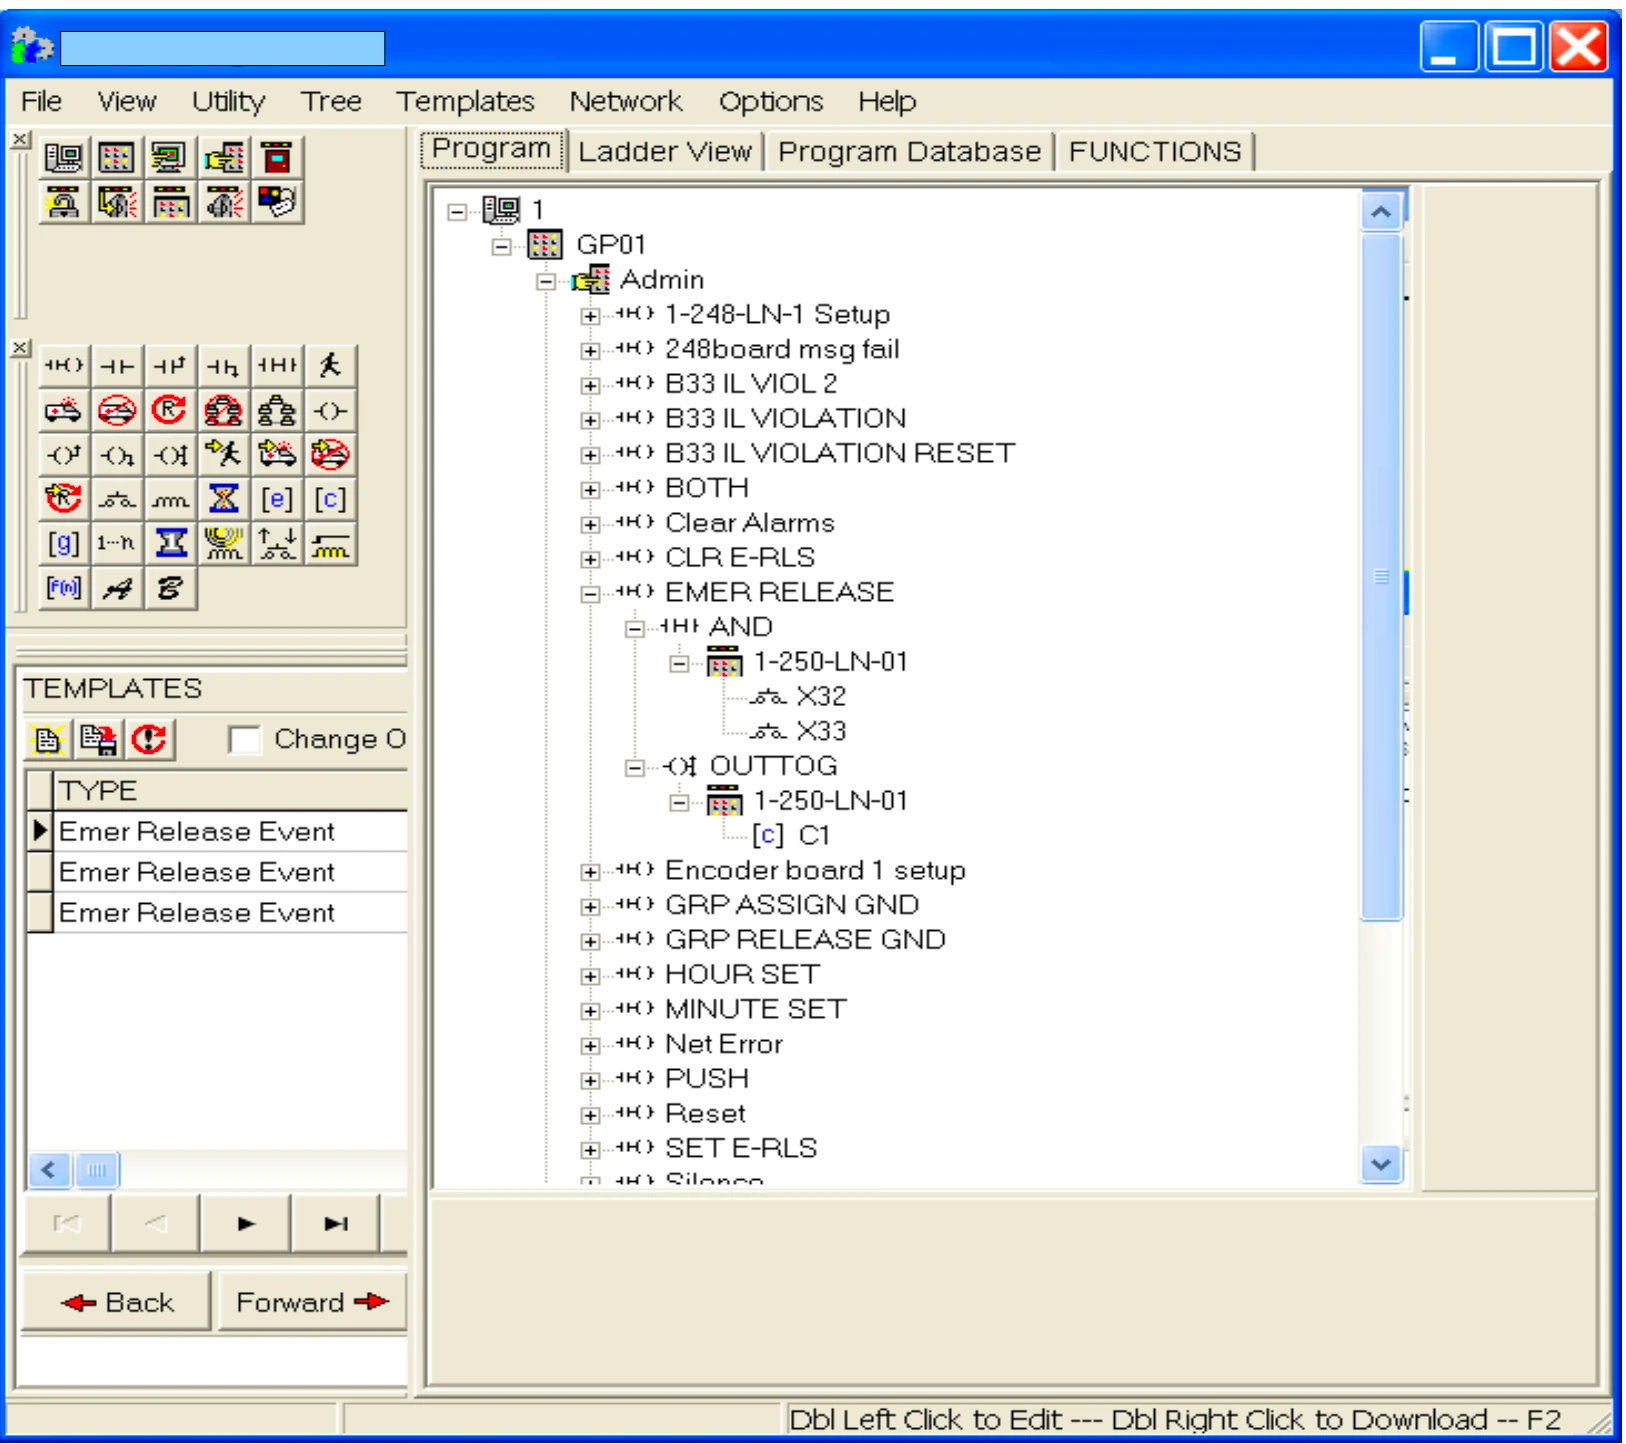 File View Utility Tree Templates Network Options Help
Program Ladder View Program Database FUNCTIONS
1
GP01
Admin
1-248-LN-1 Setup
248board msg fail
B33 IL VIOL 2
B33 IL VIOLATION
B33 IL VIOLATION RESET
BOTH
Clear Alarms
CLR E-RLS
EMER RELEASE
AND
1-250-LN-01
X32
X33
OUTTOG
1-250-LN-01
[c] C1
Encoder board 1 setup
GRP ASSIGN GND
GRP RELEASE GND
HOUR SET
MINUTE SET
Net Error
PUSH
Reset
SET E-RLS
Silence
R
R [e] [c]
[g] 1···n
[f(n)] A B
TEMPLATES
Change O
TYPE
Emer Release Event
Emer Release Event
Emer Release Event
Back Forward
Dbl Left Click to Edit --- Dbl Right Click to Download -- F2